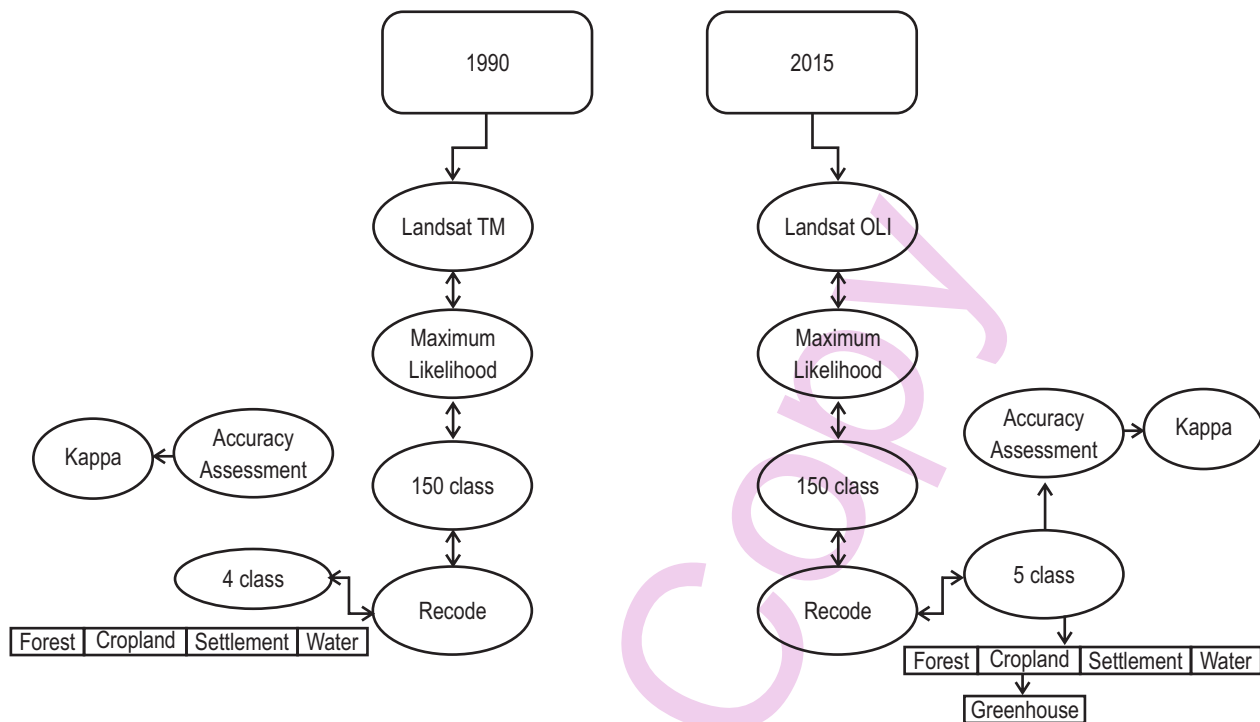 1990
Landsat TM
Maximum
Likelihood
150 class
Recode
Accuracy
Assessment
Kappa
4 class
Forest Cropland Settlement Water
2015
Landsat OLI
Maximum
Likelihood
150 class
Recode
Accuracy
Assessment
Kappa
5 class
Forest Cropland Settlement Water
Greenhouse
Copy